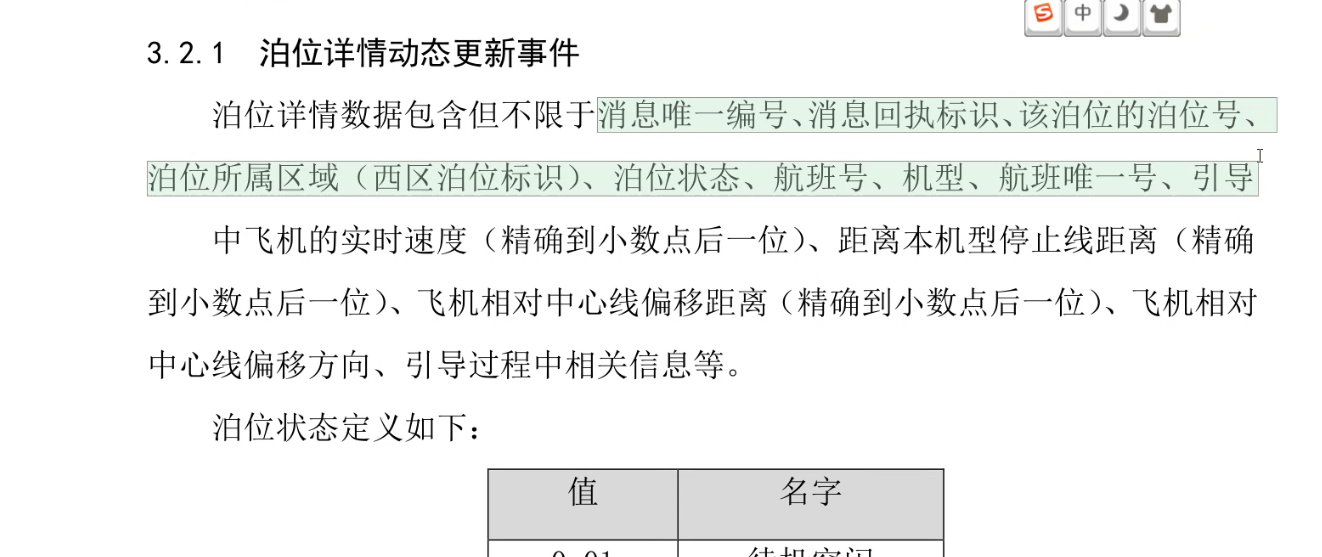 中
3.2.1 泊位详情动态更新事件
泊位详情数据包含但不限于消息唯一编号、消息回执标识、该泊位的泊位号、
泊位所属区域（西区泊位标识）、泊位状态、航班号、机型、航班唯一号、引导
中飞机的实时速度（精确到小数点后一位）、距离本机型停止线距离（精确
到小数点后一位）、飞机相对中心线偏移距离（精确到小数点后一位）、飞机相对
中心线偏移方向、引导过程中相关信息等。
泊位状态定义如下：
值 名字